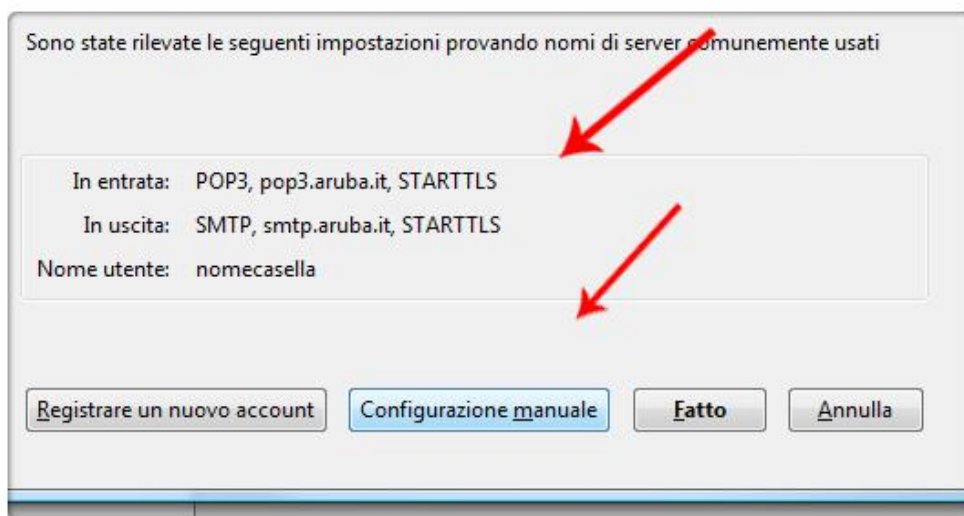 Sono state rilevate le seguenti impostazioni provando nomi di server comunemente usati
In entrata: POP3, pop3.aruba.it, STARTTLS
In uscita: SMTP, smtp.aruba.it, STARTTLS
Nome utente: nomecasella
Registrare un nuovo account Configurazione manuale Fatto Annulla